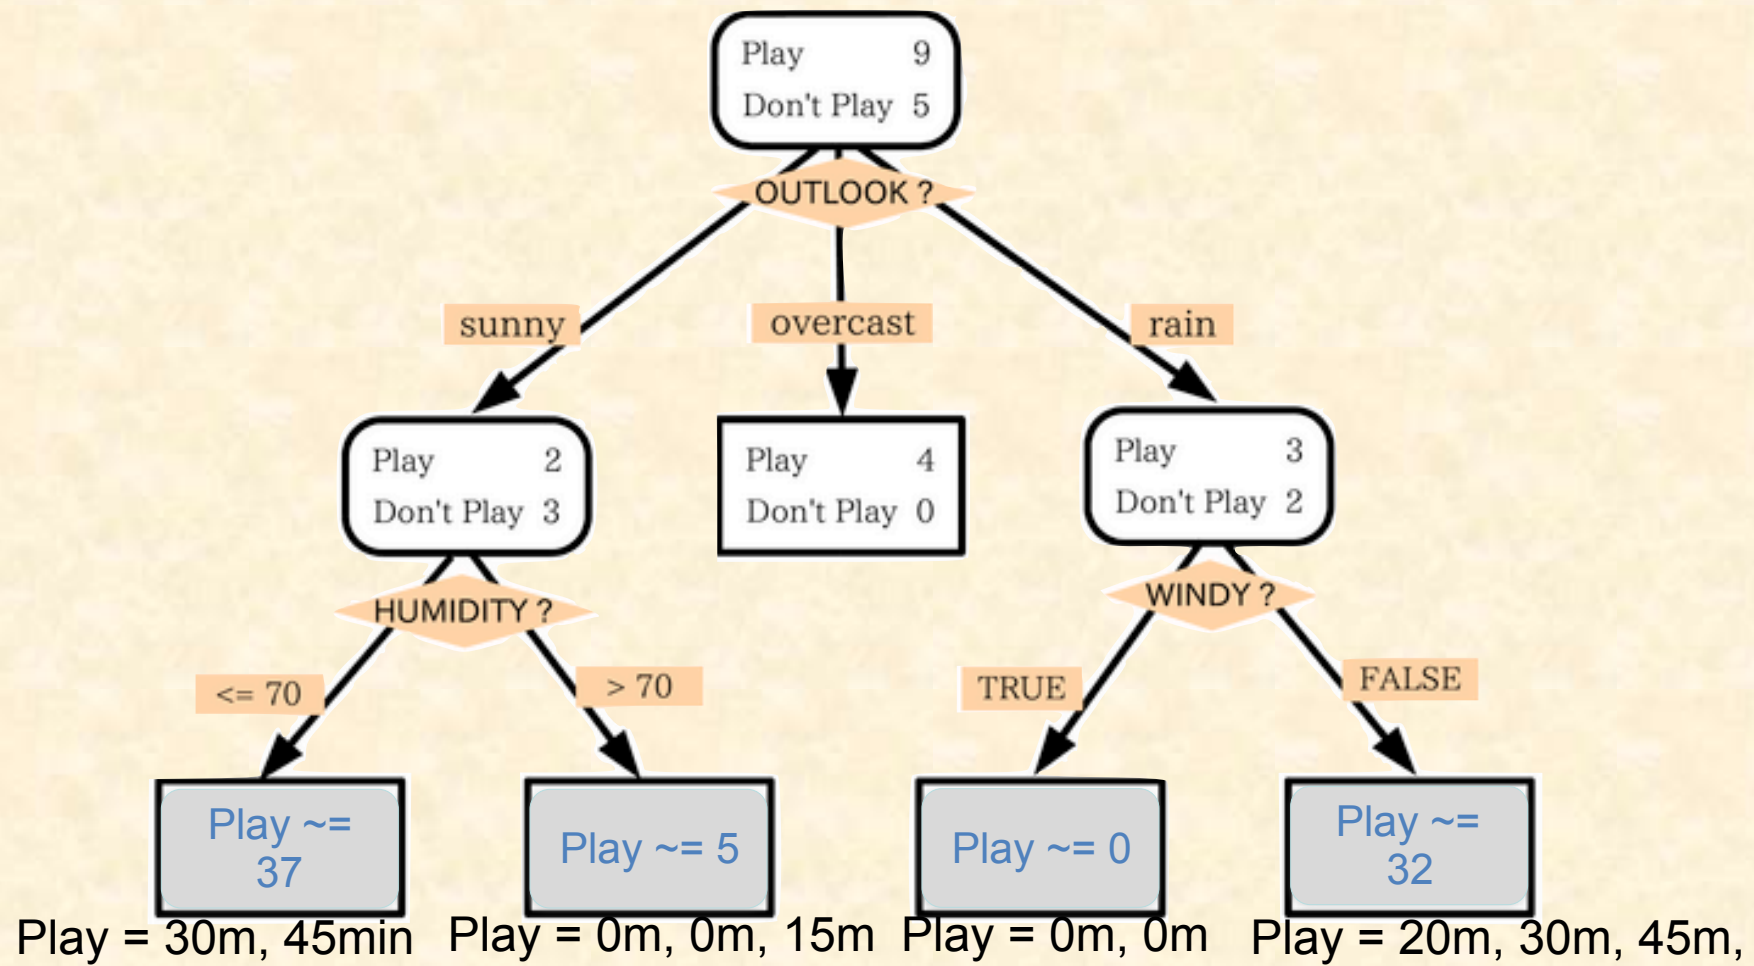 Play 9
Don't Play 5
OUTLOOK ?
sunny
overcast
rain
Play 2
Don't Play 3
Play 4
Don't Play 0
Play 3
Don't Play 2
HUMIDITY ?
WINDY ?
<= 70
> 70
TRUE
FALSE
Play ~=
37
Play ~= 5
Play ~= 0
Play ~=
32
Play = 30m, 45min
Play = 0m, 0m, 15m
Play = 0m, 0m
Play = 20m, 30m, 45m,